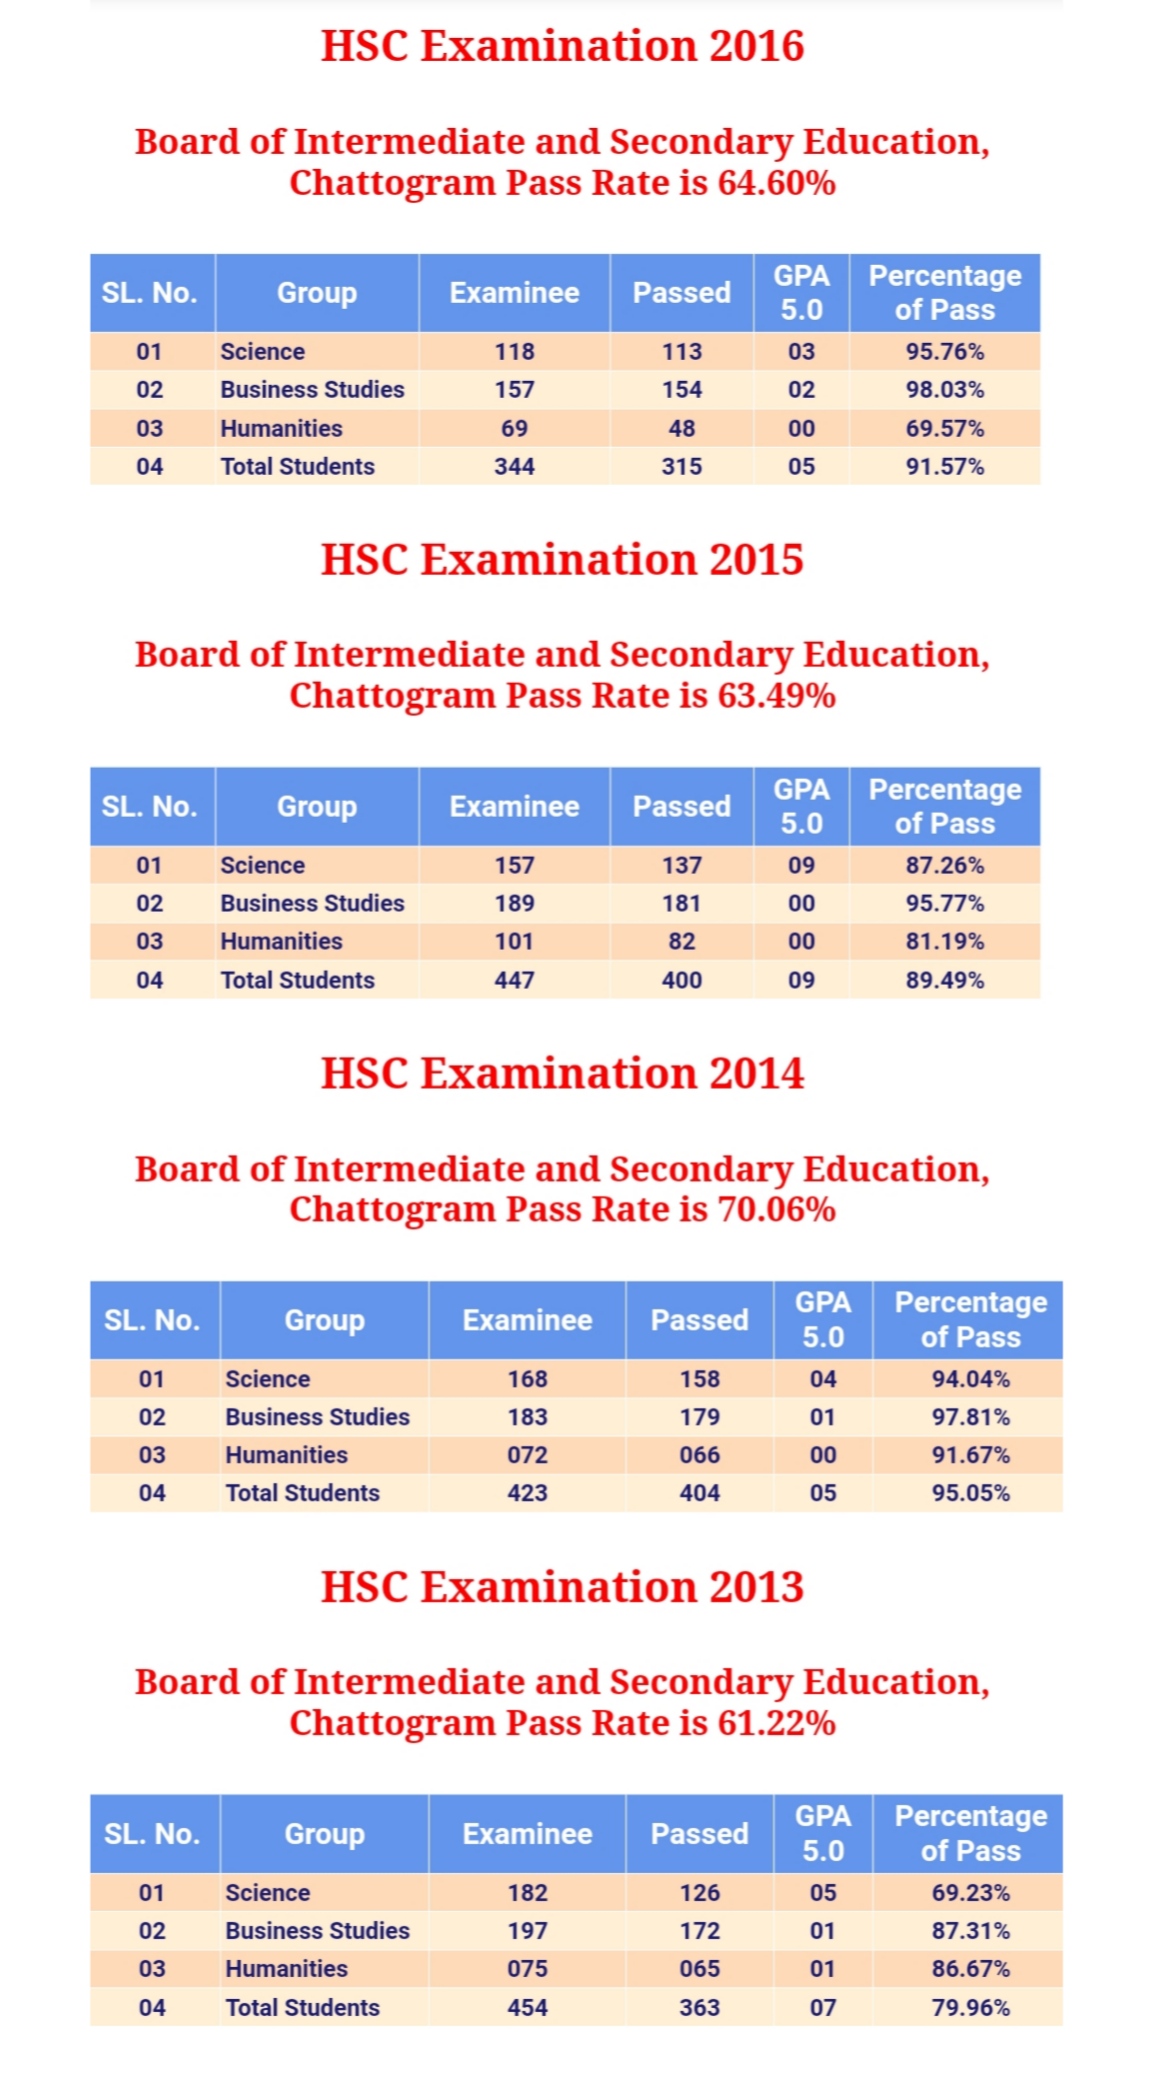 HSC Examination 2016
Board of Intermediate and Secondary Education,
Chattogram Pass Rate is 64.60%
SL. No. Group Examinee Passed GPA 5.0 Percentage of Pass
01 Science 118 113 03 95.76%
02 Business Studies 157 154 02 98.03%
03 Humanities 69 48 00 69.57%
04 Total Students 344 315 05 91.57%
HSC Examination 2015
Board of Intermediate and Secondary Education,
Chattogram Pass Rate is 63.49%
SL. No. Group Examinee Passed GPA 5.0 Percentage of Pass
01 Science 157 137 09 87.26%
02 Business Studies 189 181 00 95.77%
03 Humanities 101 82 00 81.19%
04 Total Students 447 400 09 89.49%
HSC Examination 2014
Board of Intermediate and Secondary Education,
Chattogram Pass Rate is 70.06%
SL. No. Group Examinee Passed GPA 5.0 Percentage of Pass
01 Science 168 158 04 94.04%
02 Business Studies 183 179 01 97.81%
03 Humanities 072 066 00 91.67%
04 Total Students 423 404 05 95.05%
HSC Examination 2013
Board of Intermediate and Secondary Education,
Chattogram Pass Rate is 61.22%
SL. No. Group Examinee Passed GPA 5.0 Percentage of Pass
01 Science 182 126 05 69.23%
02 Business Studies 197 172 01 87.31%
03 Humanities 075 065 01 86.67%
04 Total Students 454 363 07 79.96%